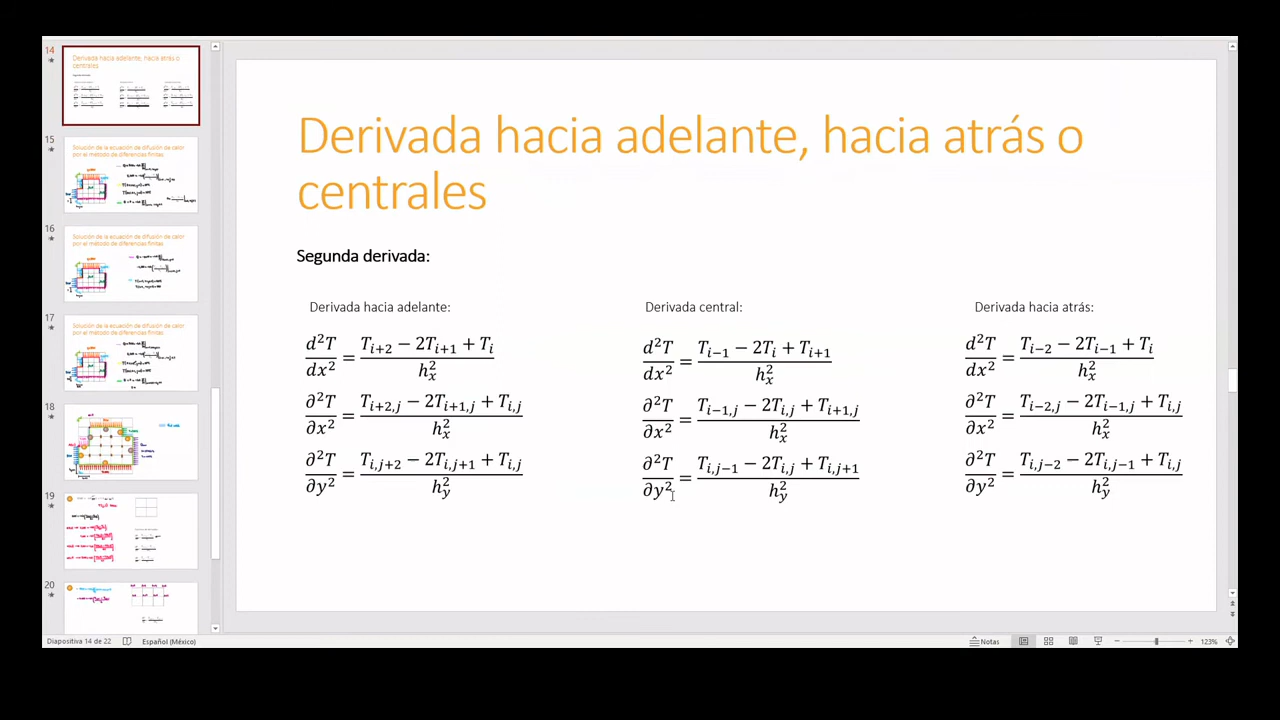 14
Derivada hacia adelante, hacia atrás o
centrales
15
Solución de la ecuación de difusión de calor
por el método de diferencias finitas
16
Solución de la ecuación de difusión de calor
por el método de diferencias finitas
17
Solución de la ecuación de difusión de calor
por el método de diferencias finitas
18
19
20
Derivada hacia adelante, hacia atrás o
centrales
Segunda derivada:
Derivada hacia adelante:
d²T/dx² = (T_{i+2} − 2T_{i+1} + T_i)/h_x²
∂²T/∂x² = (T_{i+2,j} − 2T_{i+1,j} + T_{i,j})/h_x²
∂²T/∂y² = (T_{i,j+2} − 2T_{i,j+1} + T_{i,j})/h_y²
Derivada central:
d²T/dx² = (T_{i−1} − 2T_i + T_{i+1})/h_x²
∂²T/∂x² = (T_{i−1,j} − 2T_{i,j} + T_{i+1,j})/h_x²
∂²T/∂y² = (T_{i,j−1} − 2T_{i,j} + T_{i,j+1})/h_y²
Derivada hacia atrás:
d²T/dx² = (T_{i−2} − 2T_{i−1} + T_i)/h_x²
∂²T/∂x² = (T_{i−2,j} − 2T_{i−1,j} + T_{i,j})/h_x²
∂²T/∂y² = (T_{i,j−2} − 2T_{i,j−1} + T_{i,j})/h_y²
Diapositiva 14 de 22 Español (México) Notas 123%